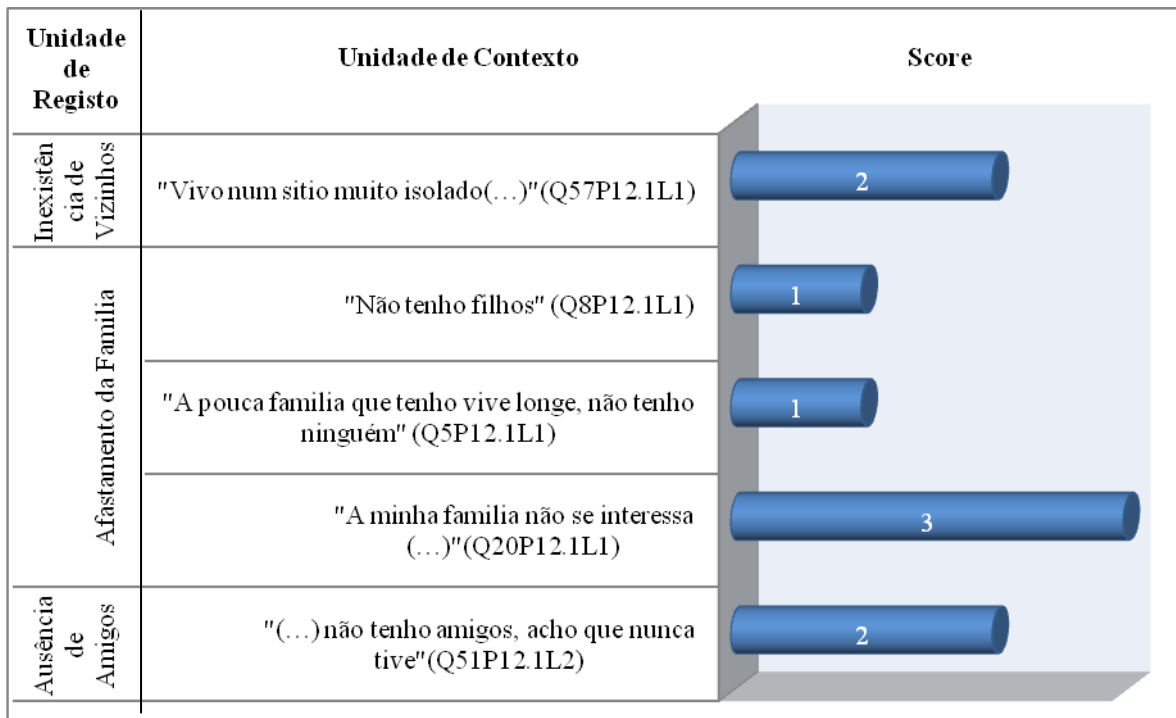 Unidade
de
Registo
Unidade de Contexto
Score
Inexistên
cia de
Vizinhos
"Vivo num sitio muito isolado(…)"(Q57P12.1L1)
2
Afastamento da Familia
"Não tenho filhos" (Q8P12.1L1)
1
"A pouca familia que tenho vive longe, não tenho
ninguém" (Q5P12.1L1)
1
"A minha familia não se interessa
(…)"(Q20P12.1L1)
3
Ausência
de
Amigos
"(…) não tenho amigos, acho que nunca
tive"(Q51P12.1L2)
2